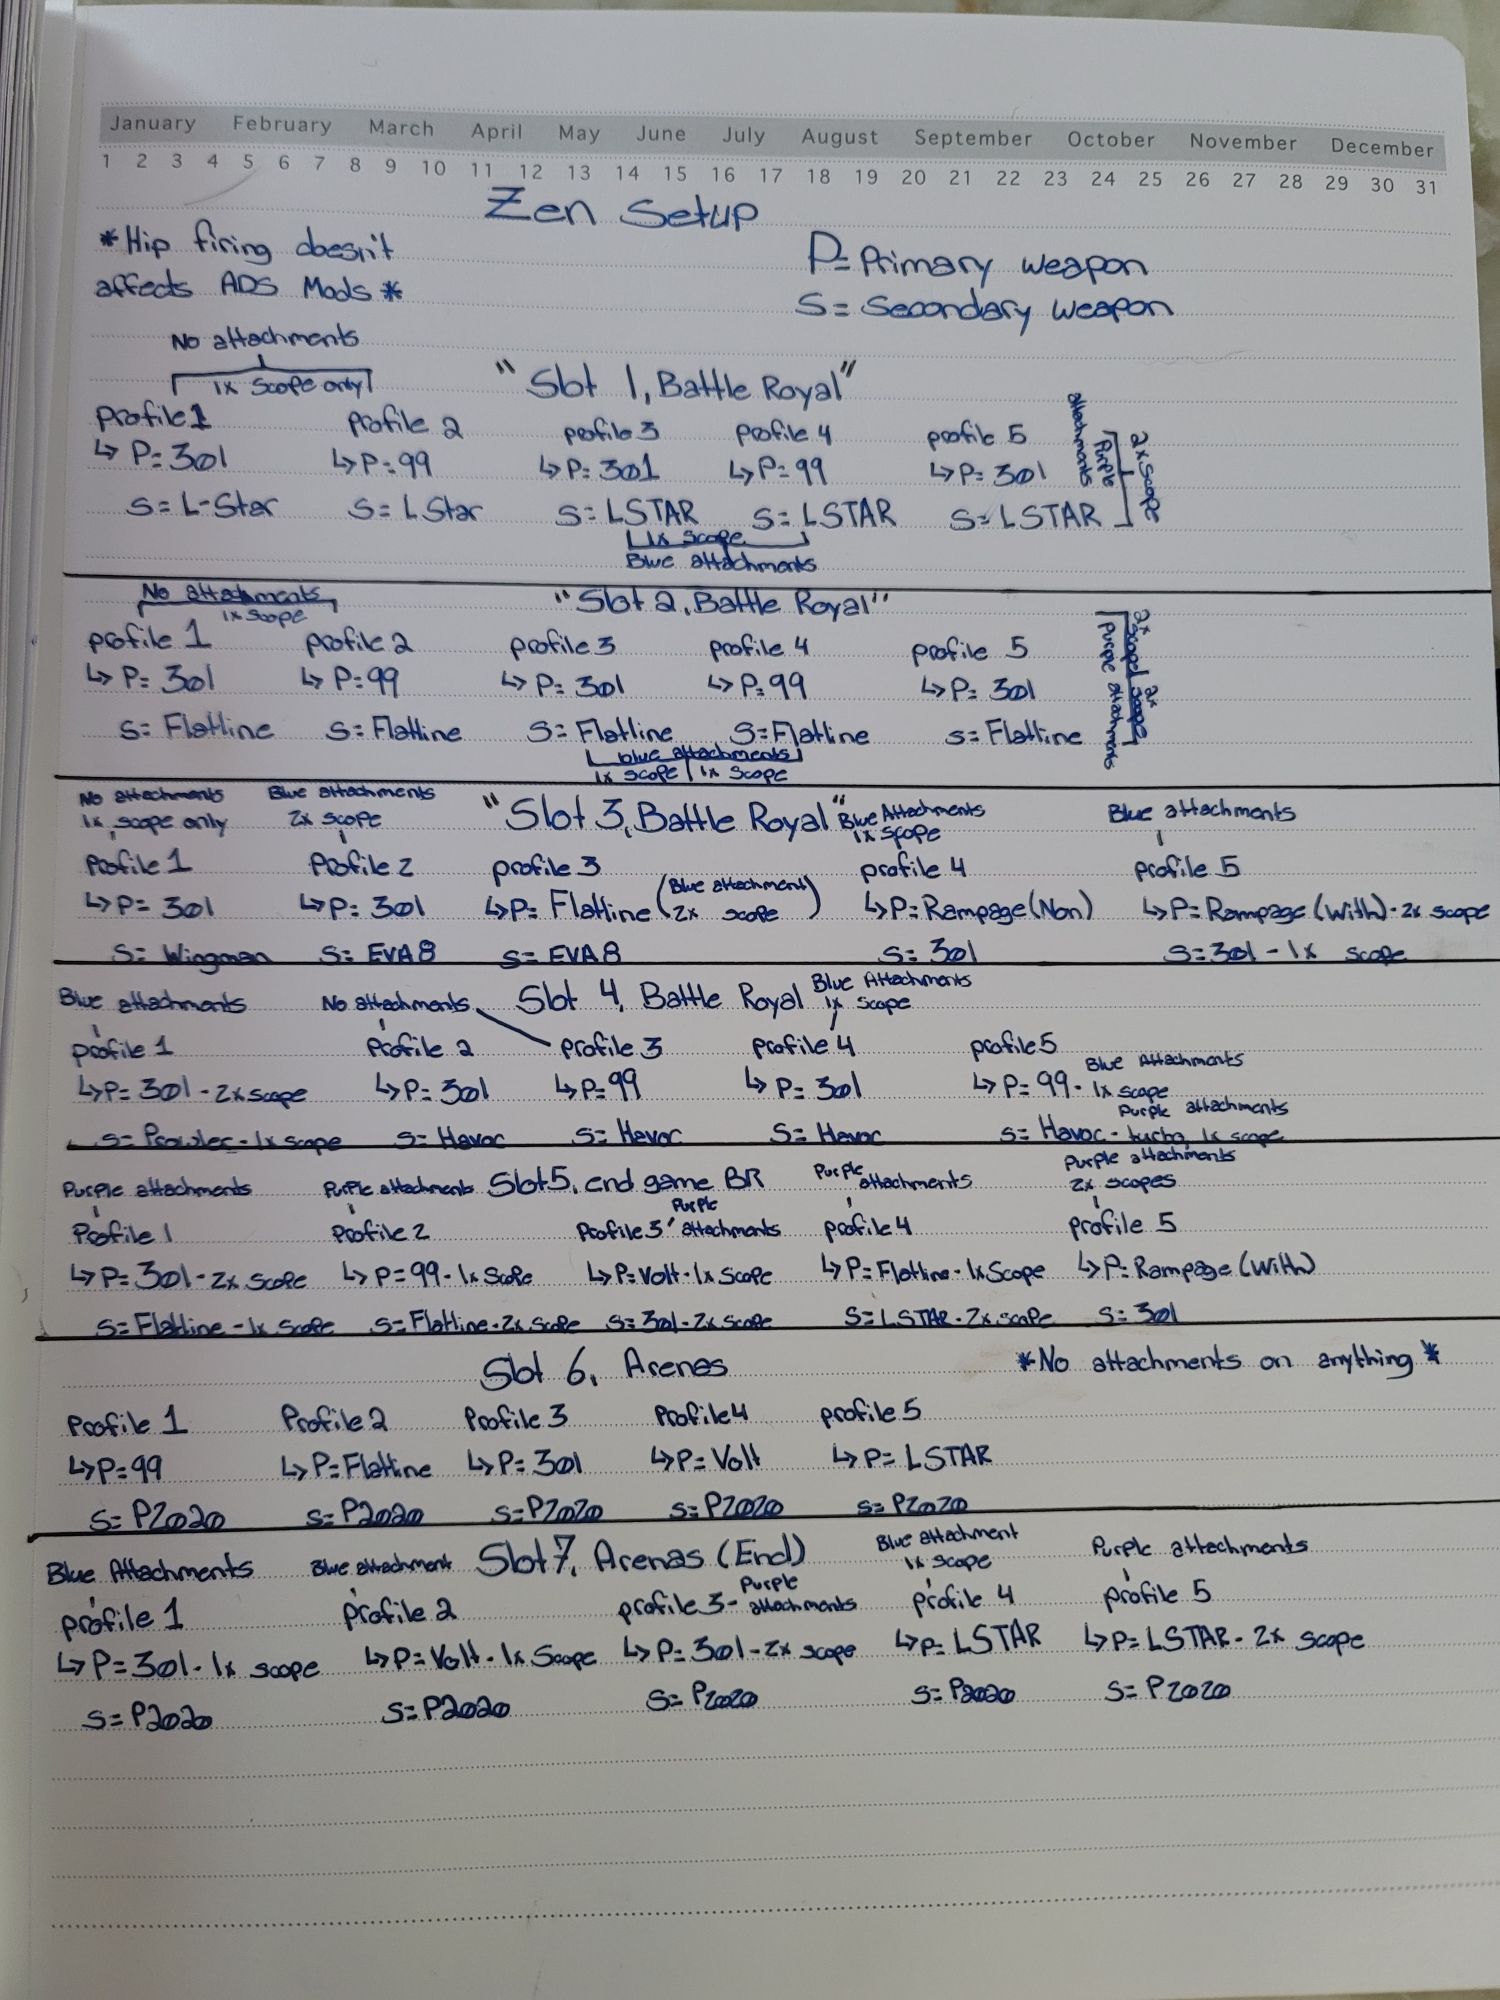 January February March April May June July August September October November December
1 2 3 4 5 6 7 8 9 10 11 12 13 14 15 16 17 18 19 20 21 22 23 24 25 26 27 28 29 30 31
Zen Setup
*Hip firing doesn't
affects ADS Mods*
P= Primary weapon
S= Secondary weapon
No attachments
1x Scope only
"Slot 1, Battle Royal"
profile 1 profile 2 profile 3 profile 4 profile 5
↳ P= 301 ↳ P= 99 ↳ P= 301 ↳ P= 99 ↳ P= 301
S= L-Star S= L Star S= LSTAR S= LSTAR S= LSTAR
attachments
Purple
2x Scope
1x Scope
Blue attachments
No attachments
1x Scope
"Slot 2, Battle Royal"
profile 1 profile 2 profile 3 profile 4 profile 5
↳ P= 301 ↳ P= 99 ↳ P= 301 ↳ P= 99 ↳ P= 301
S= Flatline S= Flatline S= Flatline S= Flatline S= Flatline
2x scope
2x scope
Purple attachments
blue attachments
1x scope | 1x scope
No attachments Blue attachments
1x scope only 2x scope
"Slot 3, Battle Royal"
Blue Attachments Blue attachments
1x scope
Profile 1 Profile 2 profile 3 profile 4 profile 5
↳ P= 301 ↳ P= 301 ↳ P= Flatline (Blue attachment 2x scope) ↳ P= Rampage (Non) ↳ P= Rampage (With) - 2x scope
S= Wingman S= EVA8 S= EVA8 S= 301 S= 301 - 1x scope
Blue attachments No attachments Slot 4, Battle Royal Blue Attachments
1x scope
profile 1 Profile 2 profile 3 profile 4 profile 5
↳ P= 301 - 2x scope ↳ P= 301 ↳ P= 99 ↳ P= 301 ↳ P= 99 - 1x scope
Blue Attachments
Purple attachments
S= Prowler - 1x scope S= Havoc S= Havoc S= Havoc S= Havoc - turbo, 1x scope
Purple attachments Purple attachments Slot 5, end game BR Purple attachments Purple attachments
2x scopes
Profile 1 Profile 2 Profile 3 Purple attachments profile 4 profile 5
↳ P= 301 - 2x Scope ↳ P= 99 - 1x Scope ↳ P= Volt - 1x Scope ↳ P= Flatline - 1x Scope ↳ P= Rampage (With)
S= Flatline - 1x Scope S= Flatline - 2x Scope S= 301 - 2x Scope S= LSTAR - 2x scope S= 301
Slot 6, Arenas *No attachments on anything*
Profile 1 Profile 2 Profile 3 Profile 4 profile 5
↳ P= 99 ↳ P= Flatline ↳ P= 301 ↳ P= Volt ↳ P= LSTAR
S= P2020 S= P2020 S= P2020 S= P2020 S= P2020
Blue Attachments Blue attachment Slot 7, Arenas (End) Blue attachment Purple attachments
1x scope
profile 1 profile 2 profile 3 - Purple attachments profile 4 profile 5
↳ P= 301 - 1x scope ↳ P= Volt - 1x Scope ↳ P= 301 - 2x scope ↳ P= LSTAR ↳ P= LSTAR - 2x scope
S= P2020 S= P2020 S= P2020 S= P2020 S= P2020